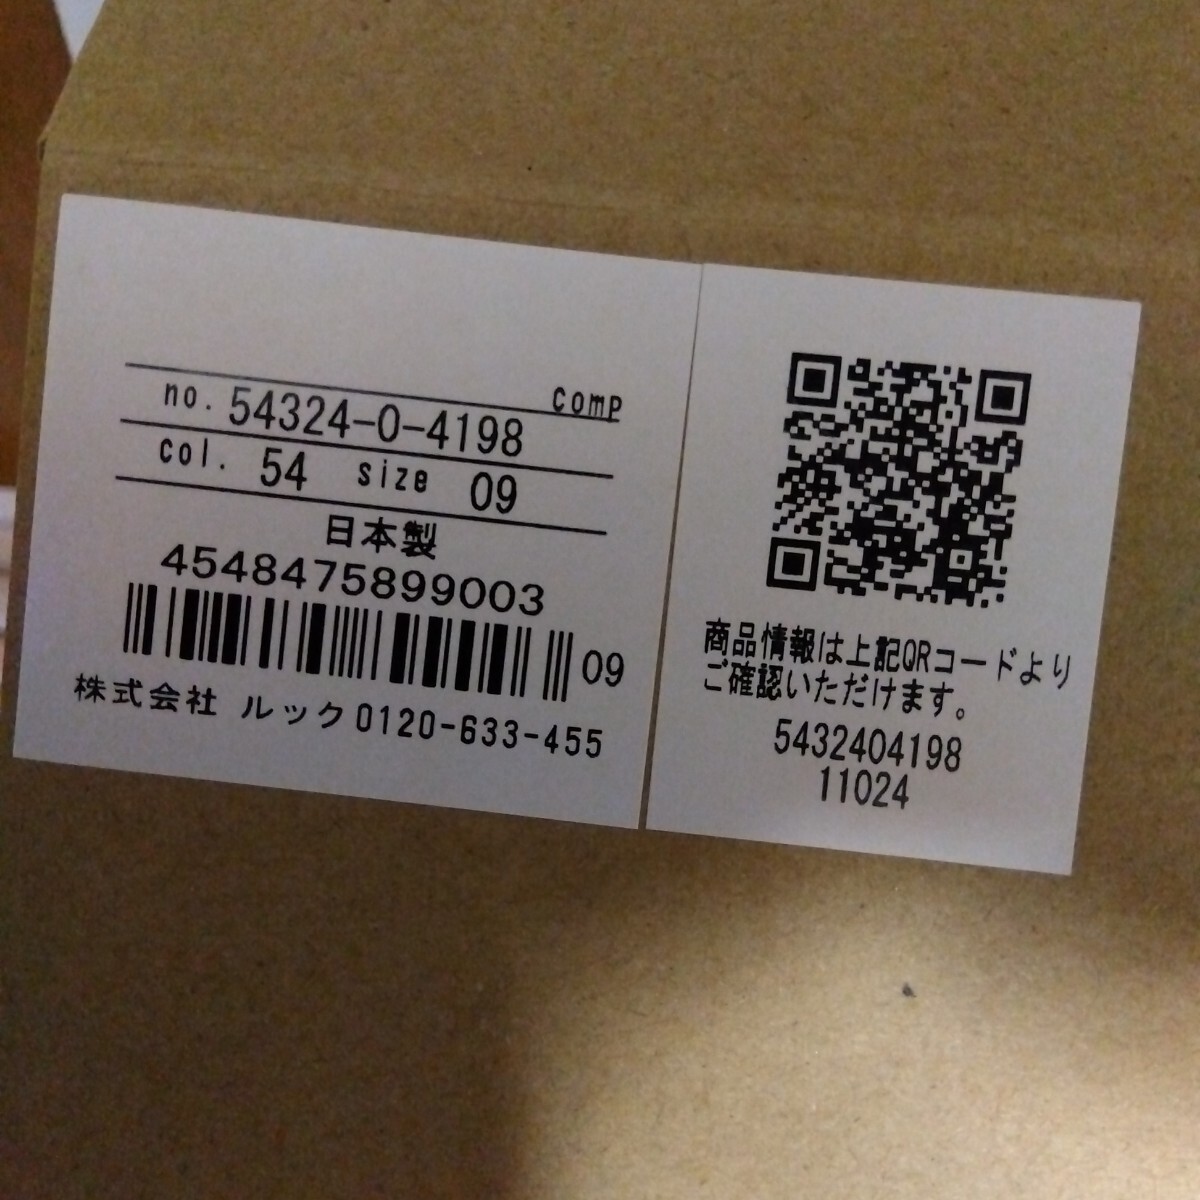 comp
no. 54324-0-4198
col. 54 size 09
日本製
4548475899003
09
株式会社 ルック 0120-633-455
商品情報は上記QRコードより
ご確認いただけます。
5432404198
11024